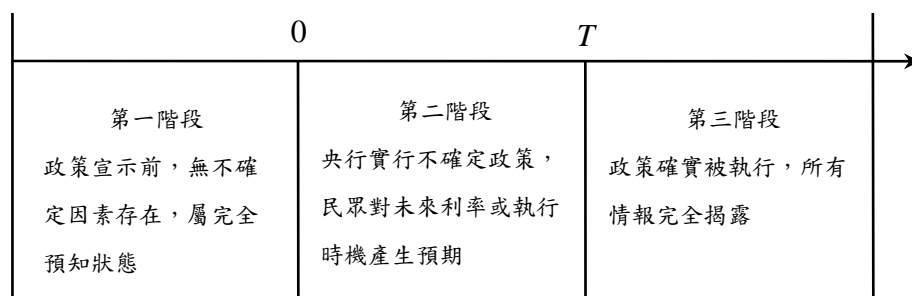 0
T
第一階段
政策宣示前，無不確
定因素存在，屬完全
預知狀態
第二階段
央行實行不確定政策，
民眾對未來利率或執行
時機產生預期
第三階段
政策確實被執行，所有
情報完全揭露